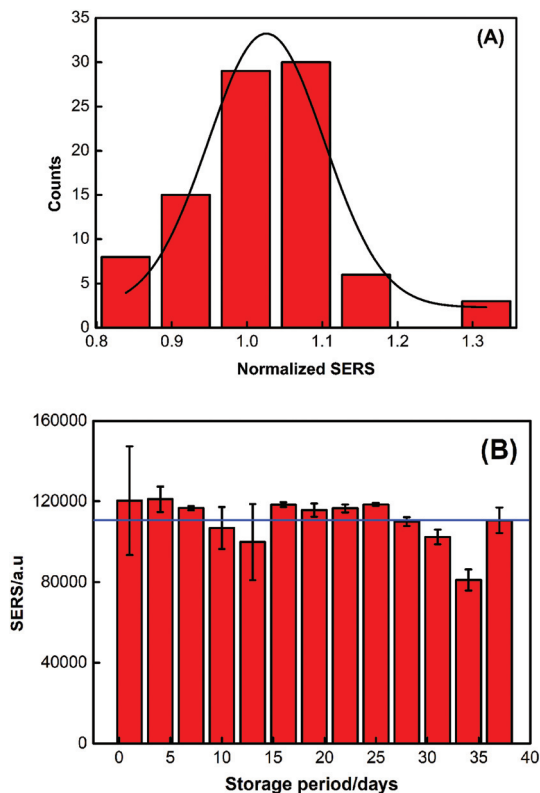 (A)
35
30
25
20
15
10
5
0
Counts
0.8 0.9 1.0 1.1 1.2 1.3
Normalized SERS
(B)
160000
120000
80000
40000
0
SERS/a.u
0 5 10 15 20 25 30 35 40
Storage period/days